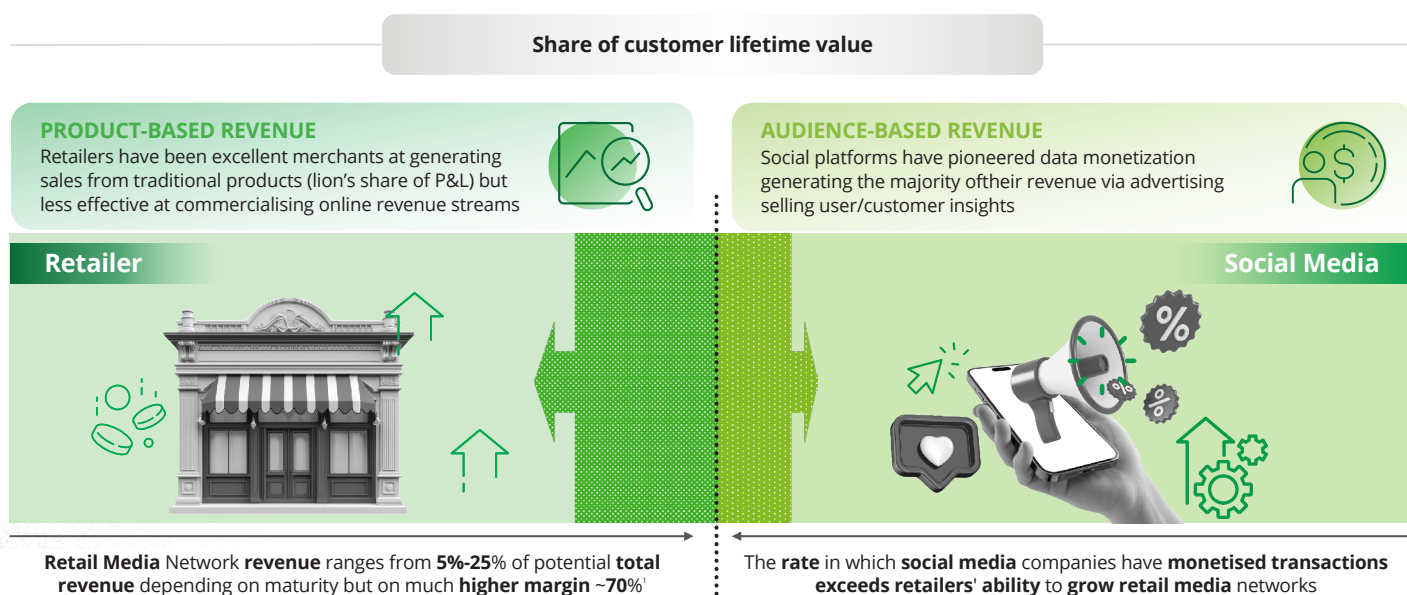 Share of customer lifetime value
PRODUCT-BASED REVENUE
Retailers have been excellent merchants at generating
sales from traditional products (lion's share of P&L) but
less effective at commercialising online revenue streams
AUDIENCE-BASED REVENUE
Social platforms have pioneered data monetization
generating the majority oftheir revenue via advertising
selling user/customer insights
$
Retailer
Social Media
%
%
%
Retail Media Network revenue ranges from 5%-25% of potential total
revenue depending on maturity but on much higher margin ~70%¹
The rate in which social media companies have monetised transactions
exceeds retailers' ability to grow retail media networks